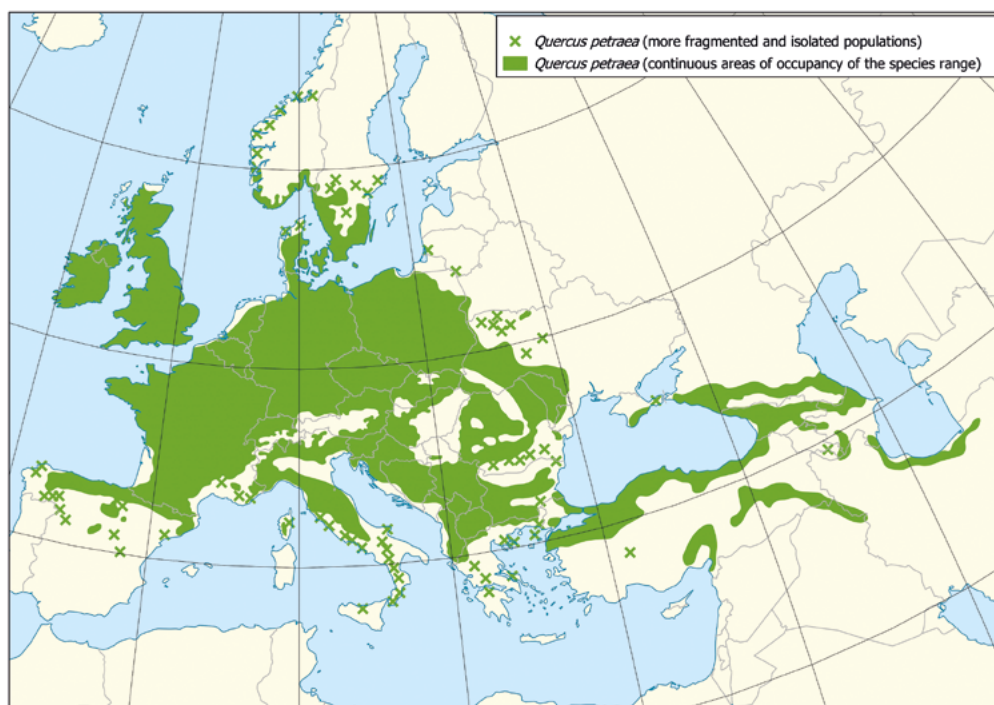 Quercus petraea (more fragmented and isolated populations)
Quercus petraea (continuous areas of occupancy of the species range)